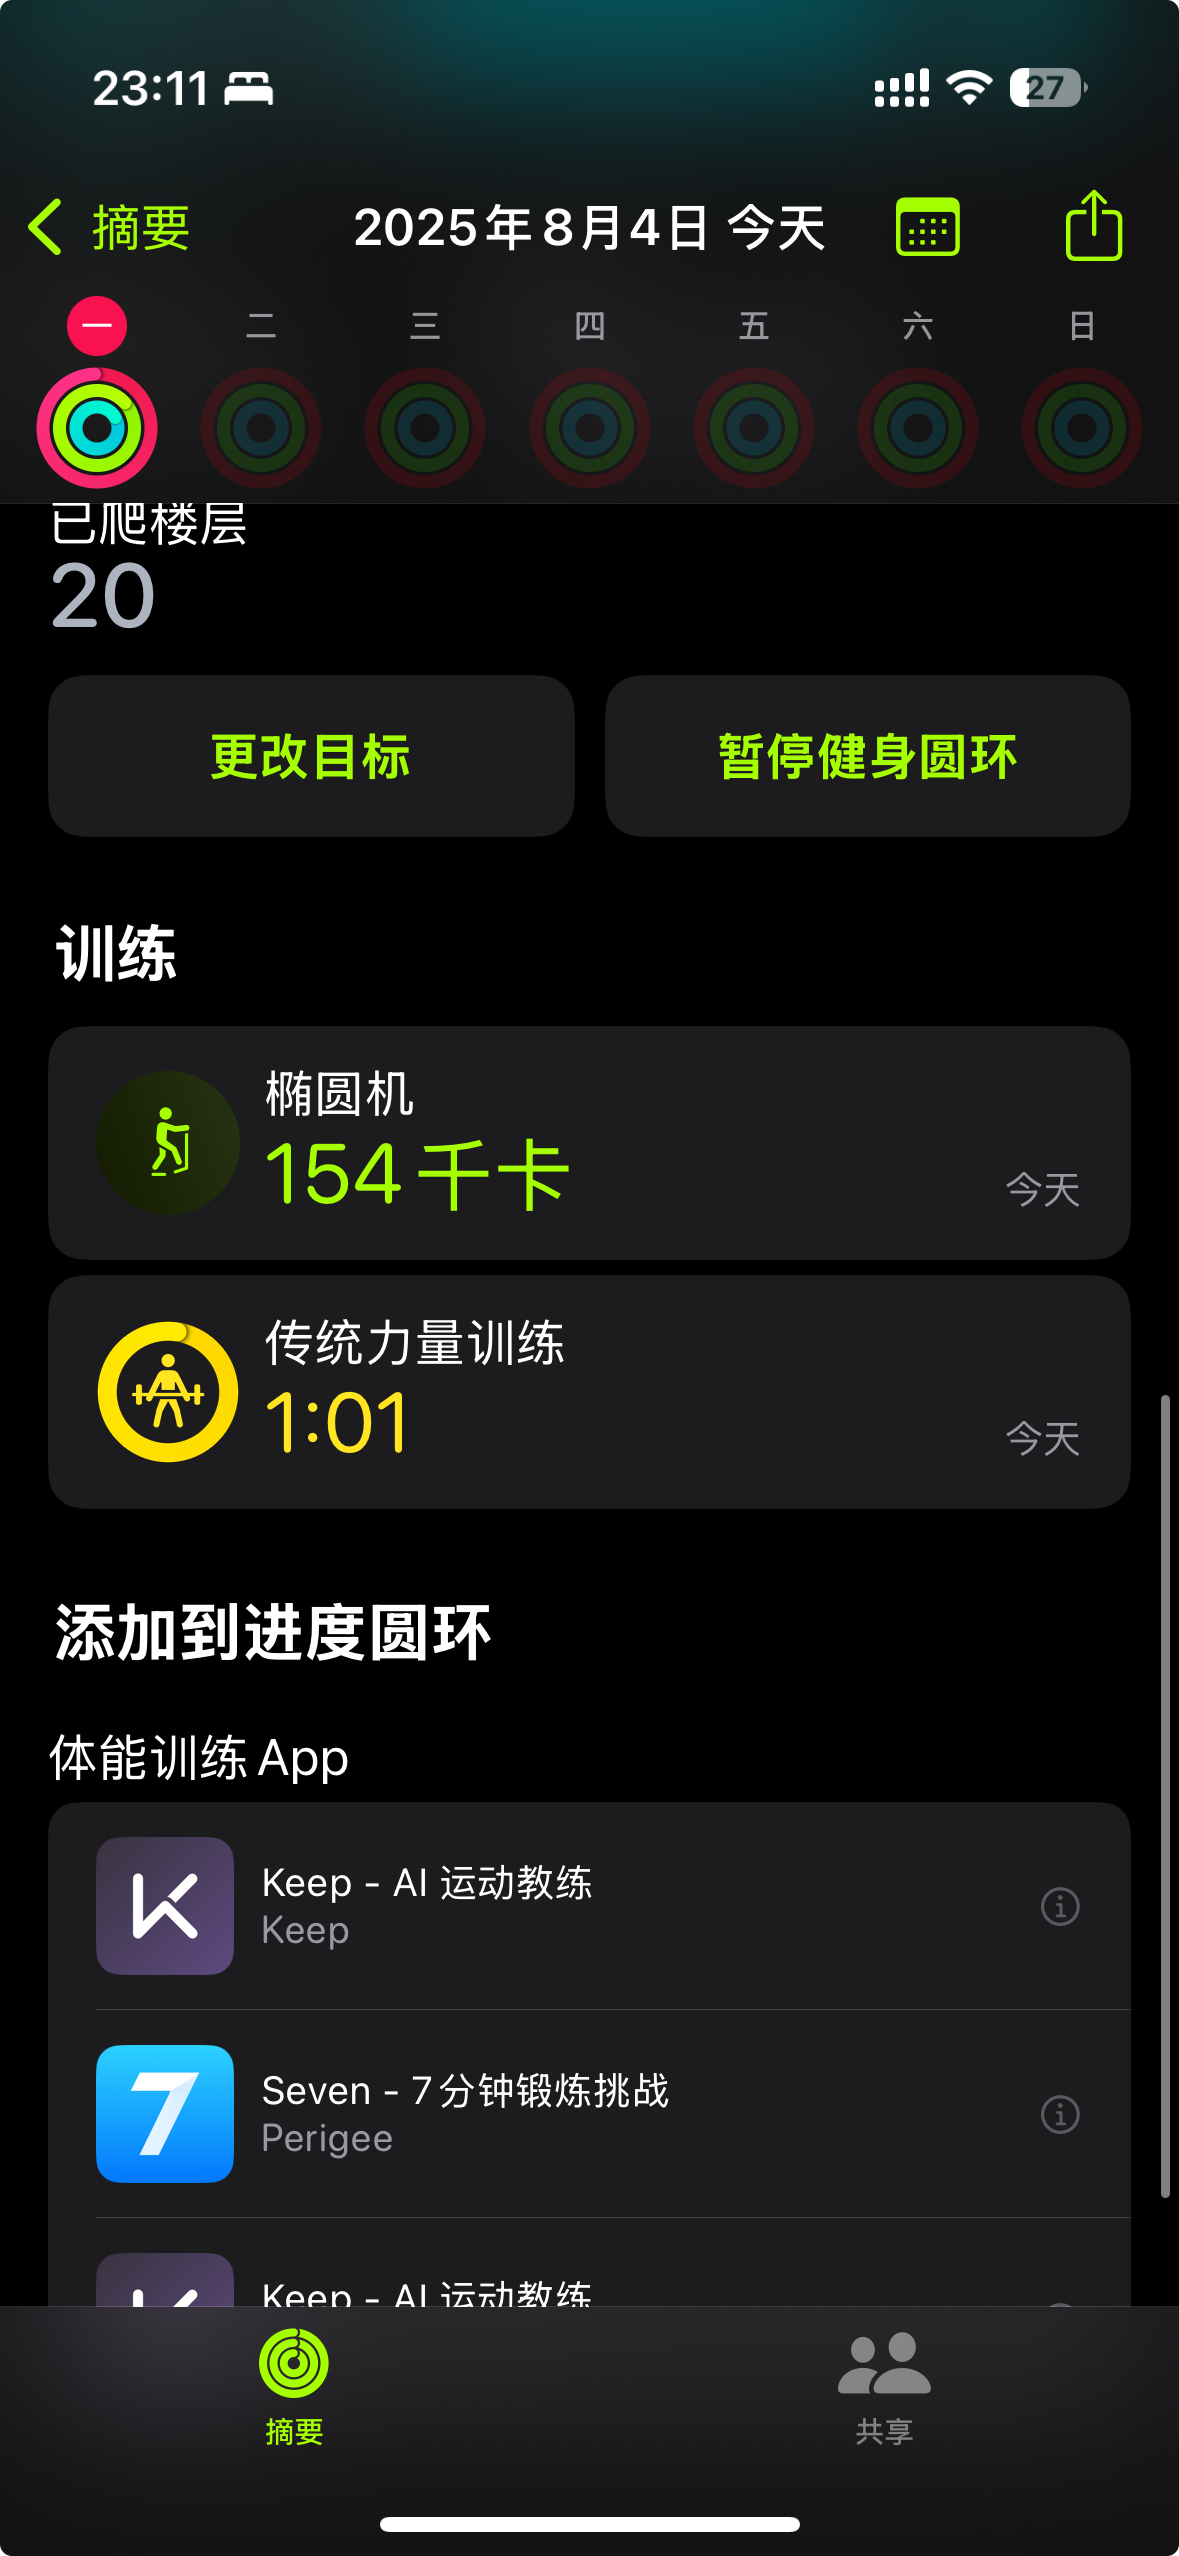 23:11
27
摘要
2025年8月4日 今天
一 二 三 四 五 六 日
已爬楼层
20
更改目标
暂停健身圆环
训练
椭圆机
154千卡
今天
传统力量训练
1:01
今天
添加到进度圆环
体能训练 App
Keep - AI 运动教练
Keep
Seven - 7分钟锻炼挑战
Perigee
Keep - AI 运动教练
摘要
共享